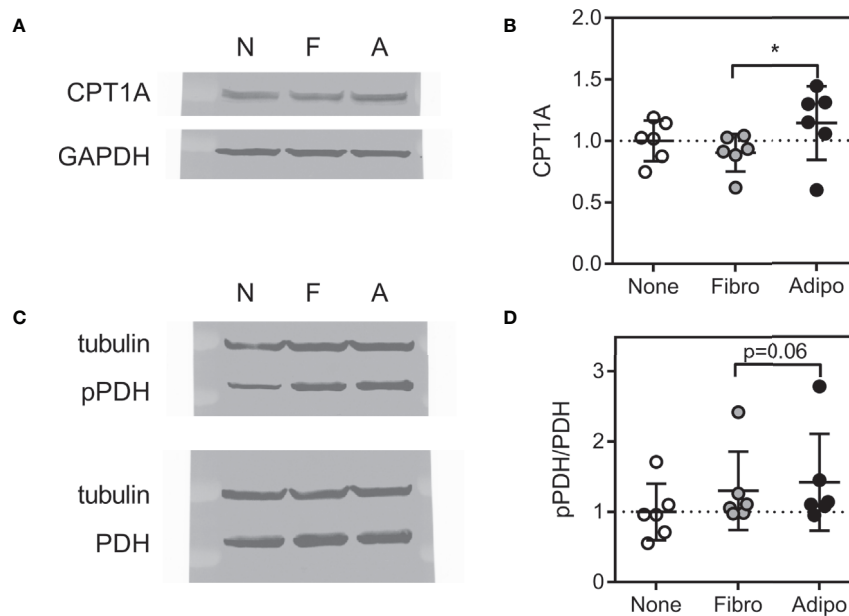 A
N F A
CPT1A
GAPDH
B
2.0
*
1.5
1.0
0.5
0.0
CPT1A
None Fibro Adipo
C
N F A
tubulin
pPDH
tubulin
PDH
D
p=0.06
3
2
1
0
pPDH/PDH
None Fibro Adipo